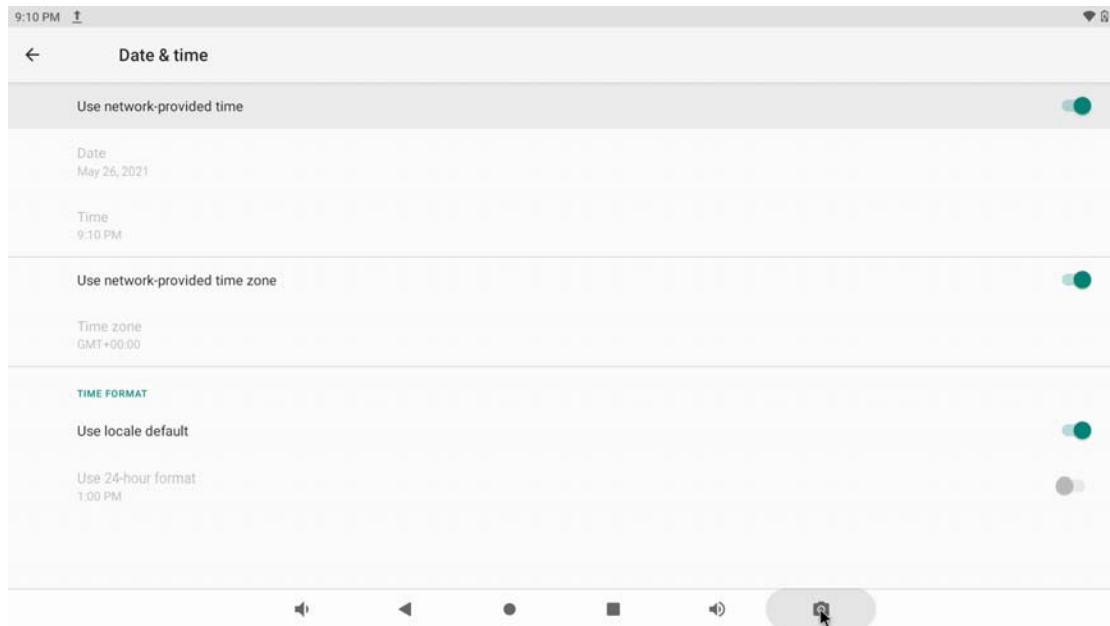 9:10 PM
Date & time
Use network-provided time
Date
May 26, 2021
Time
9:10 PM
Use network-provided time zone
Time zone
GMT+00:00
TIME FORMAT
Use locale default
Use 24-hour format
1:00 PM